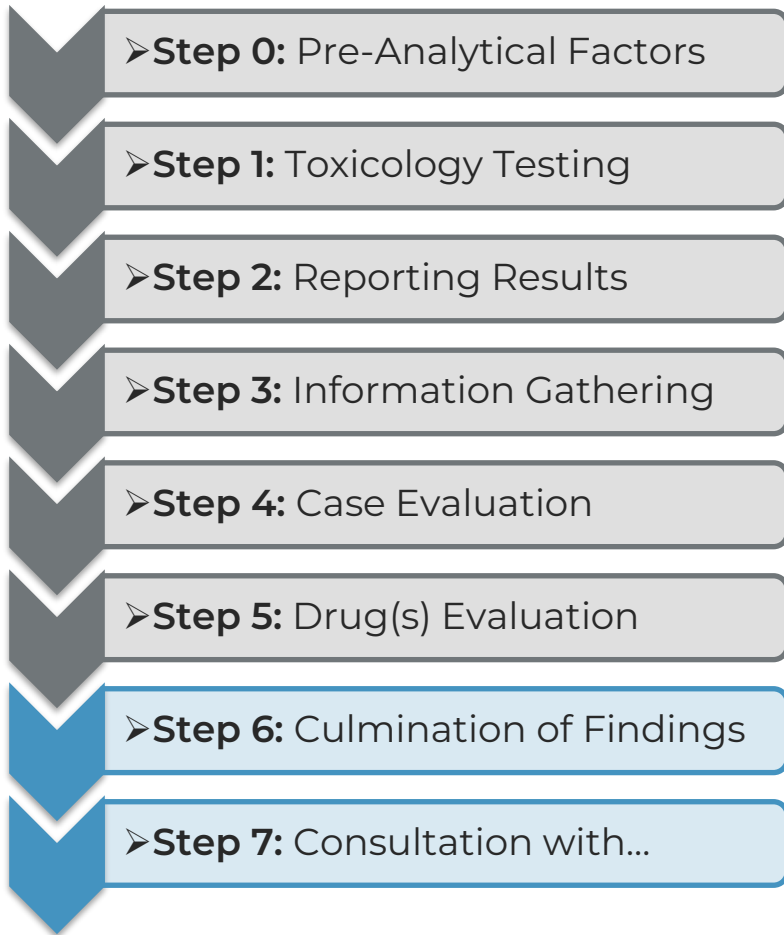 ➢Step 0: Pre-Analytical Factors
➢Step 1: Toxicology Testing
➢Step 2: Reporting Results
➢Step 3: Information Gathering
➢Step 4: Case Evaluation
➢Step 5: Drug(s) Evaluation
➢Step 6: Culmination of Findings
➢Step 7: Consultation with...